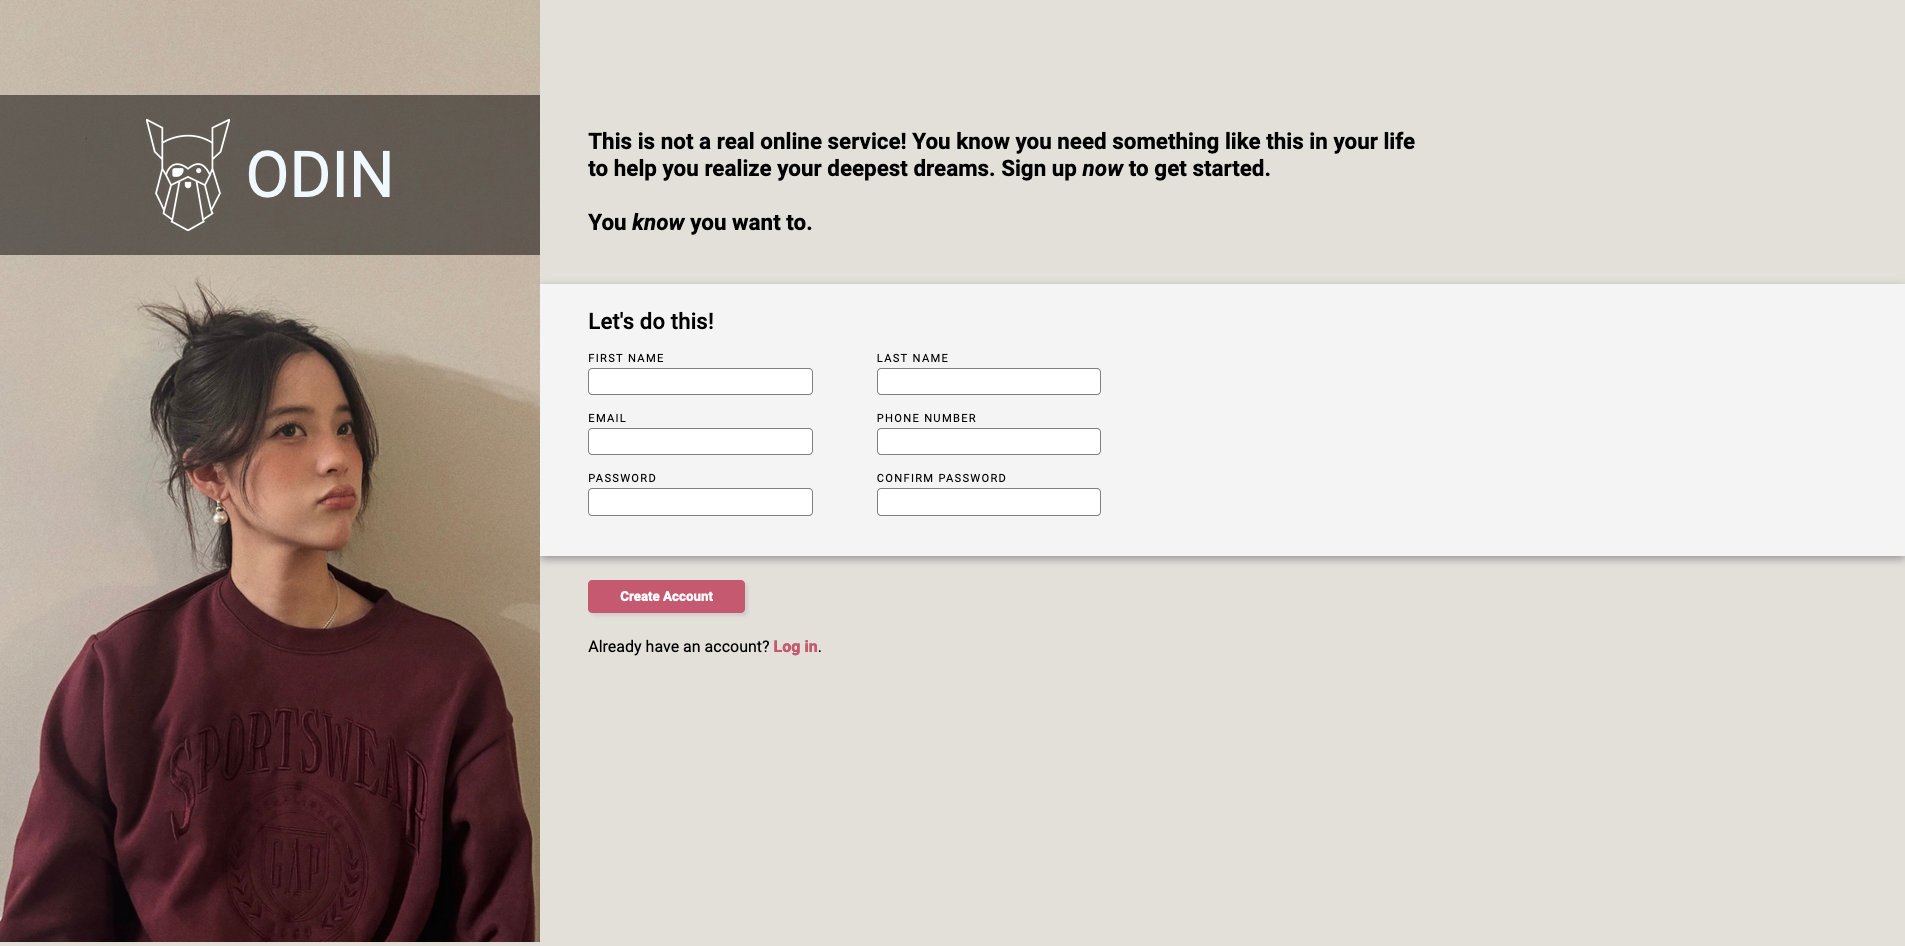 ODIN
This is not a real online service! You know you need something like this in your life
to help you realize your deepest dreams. Sign up now to get started.
You know you want to.
Let's do this!
FIRST NAME
LAST NAME
EMAIL
PHONE NUMBER
PASSWORD
CONFIRM PASSWORD
Create Account
Already have an account? Log in.
SPORTSWEAR
GAP